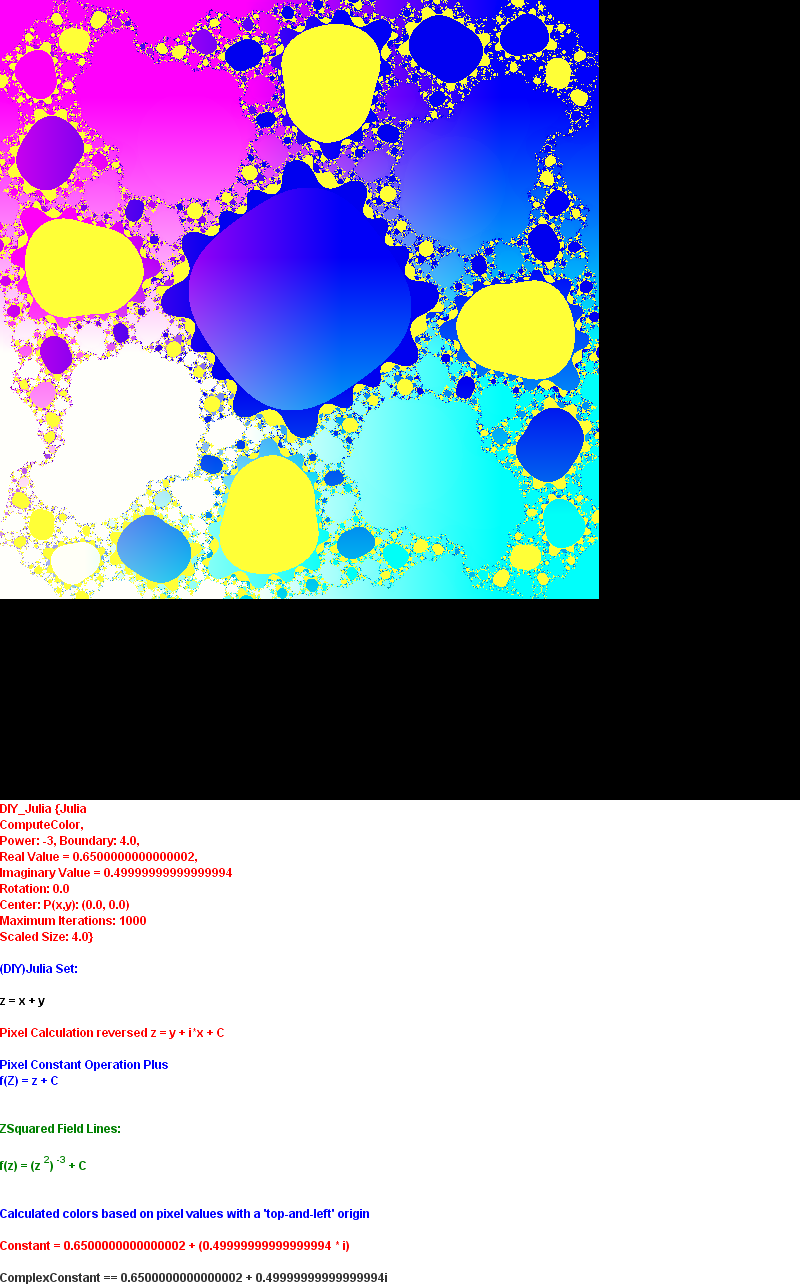 DIY_Julia {Julia
ComputeColor,
Power: -3, Boundary: 4.0,
Real Value = 0.6500000000000002,
Imaginary Value = 0.49999999999999994
Rotation: 0.0
Center: P(x,y): (0.0, 0.0)
Maximum Iterations: 1000
Scaled Size: 4.0}
(DIY)Julia Set:
z = x + y
Pixel Calculation reversed z = y + i*x + C
Pixel Constant Operation Plus
f(Z) = z + C
ZSquared Field Lines:
f(z) = (z 2) -3 + C
Calculated colors based on pixel values with a 'top-and-left' origin
Constant = 0.6500000000000002 + (0.49999999999999994 * i)
ComplexConstant == 0.6500000000000002 + 0.49999999999999994i